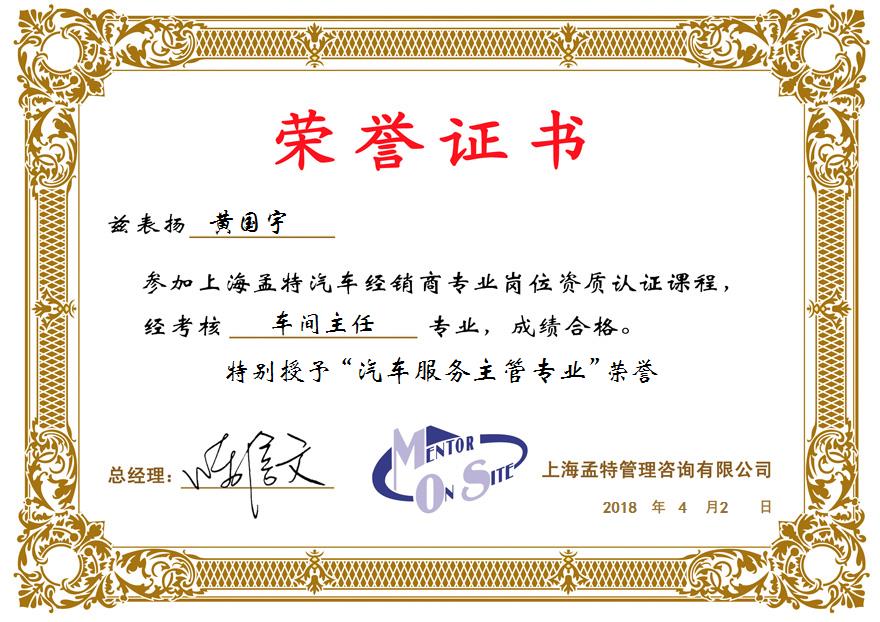 荣誉证书
兹表扬 黄国宇
参加上海孟特汽车经销商专业岗位资质认证课程，
经考核 车间主任 专业，成绩合格。
特别授予“汽车服务主管专业”荣誉
总经理：
MENTOR
ON SITE
上海孟特管理咨询有限公司
2018 年 4 月2 日